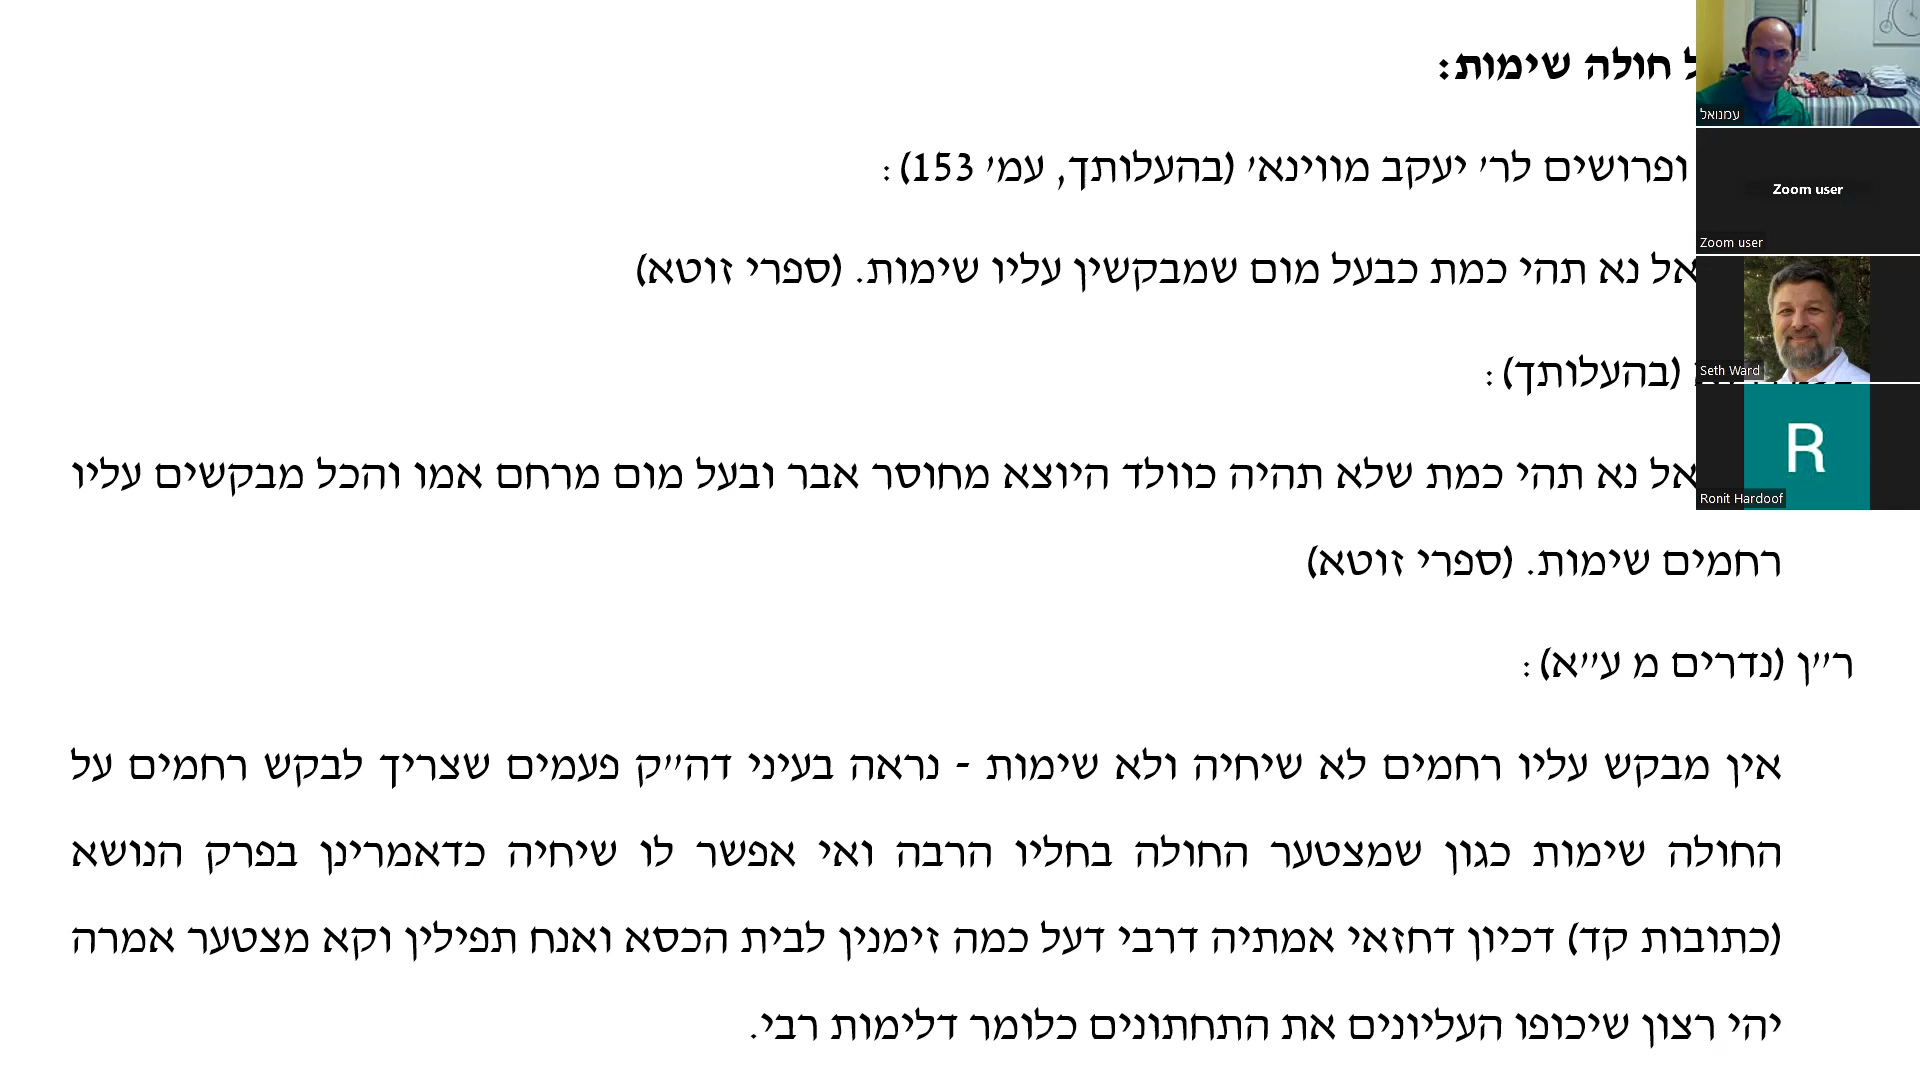 חולה שימות:
ופרושים לר׳ יעקב מווינא׳ (בהעלותך, עמ׳ 153):
אל נא תהי כמת כבעל מום שמבקשין עליו שימות. (ספרי זוטא)
(בהעלותך):
אל נא תהי כמת שלא תהיה כוולד היוצא מחוסר אבר ובעל מום מרחם אמו והכל מבקשים עליו
רחמים שימות. (ספרי זוטא)
ר״ן (נדרים מ ע״א):
אין מבקש עליו רחמים לא שיחיה ולא שימות - נראה בעיני דה״ק פעמים שצריך לבקש רחמים על
החולה שימות כגון שמצטער החולה בחליו הרבה ואי אפשר לו שיחיה כדאמרינן בפרק הנושא
(כתובות קד) דכיון דחזאי אמתיה דרבי דעל כמה זימנין לבית הכסא ואנח תפילין וקא מצטער אמרה
יהי רצון שיכופו העליונים את התחתונים כלומר דלימות רבי.
עמנואל
Zoom user
Zoom user
Seth Ward
R
Ronit Hardoof